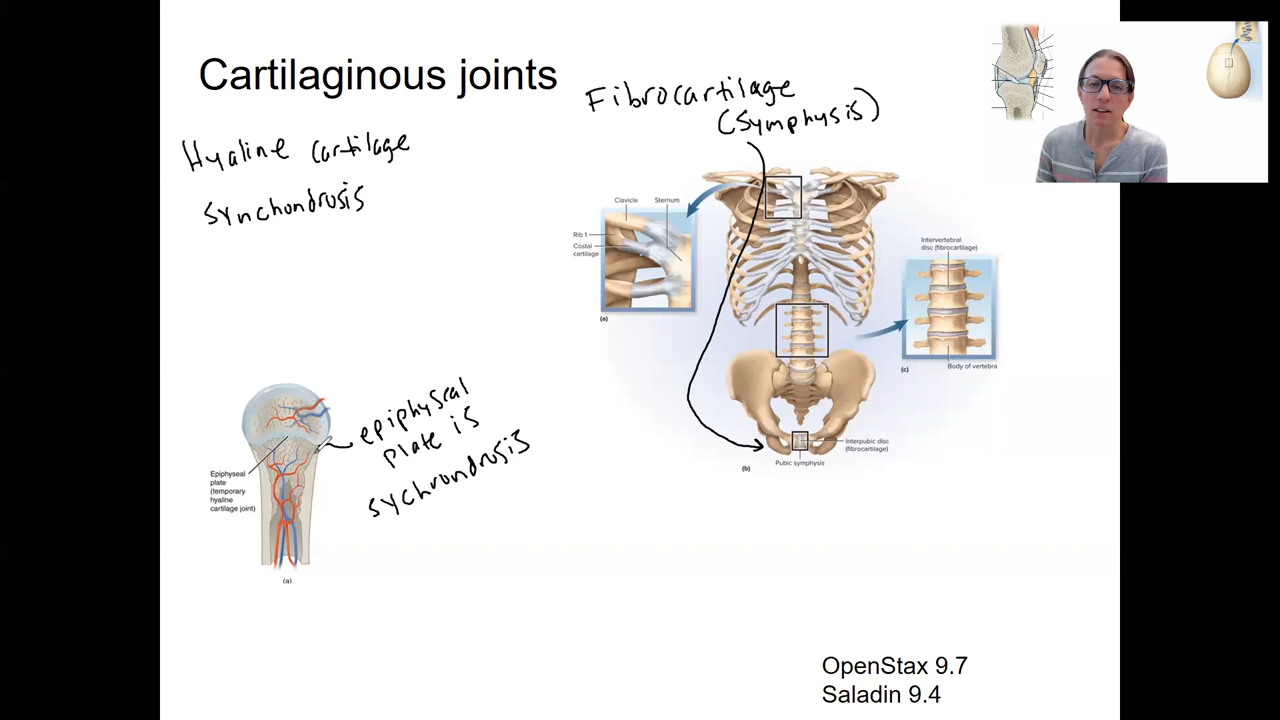 Cartilaginous joints
Fibrocartilage
(Symphysis)
Hyaline cartilage
synchondrosis
Clavicle
Sternum
Rib 1
Costal
cartilage
(a)
Intervertebral
disc (fibrocartilage)
Body of vertebra
(c)
epiphyseal
plate is
sychrondrosis
Epiphyseal
plate
(temporary
hyaline
cartilage joint)
(a)
Interpubic disc
(fibrocartilage)
Pubic symphysis
(b)
OpenStax 9.7
Saladin 9.4